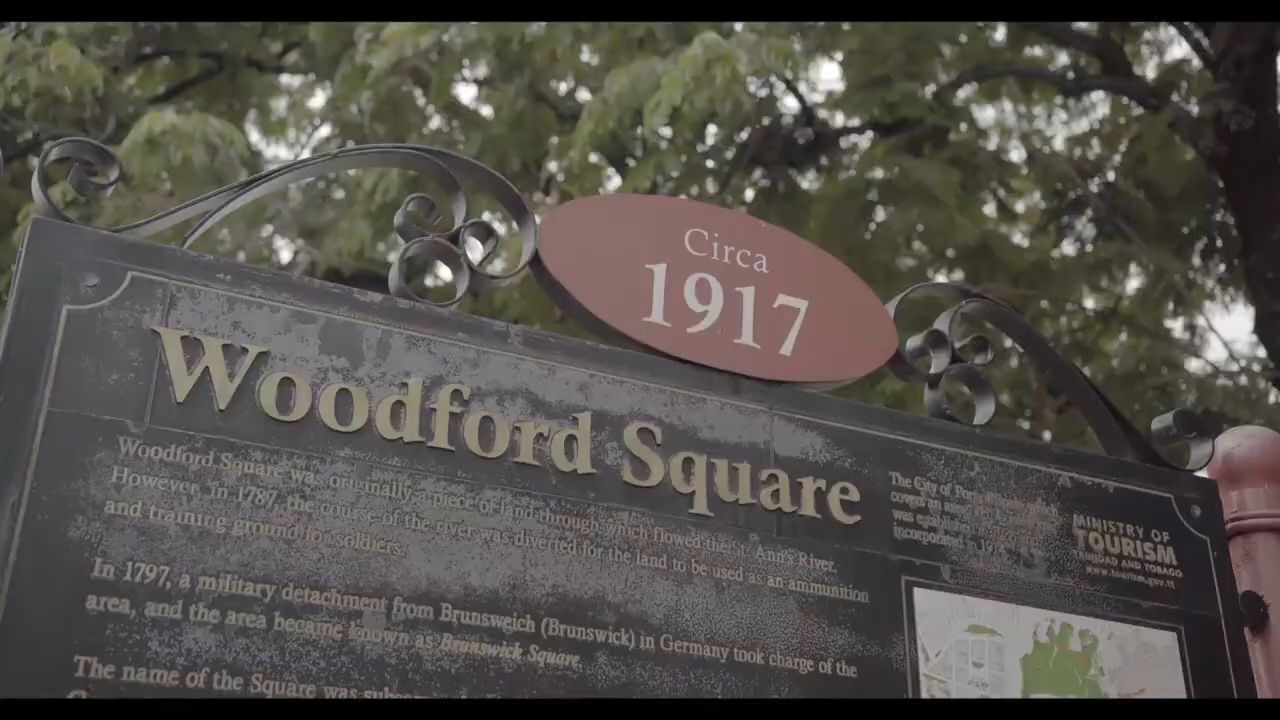 Circa
1917
Woodford Square
Woodford Square was originally a piece of land through which flowed the St. Ann's River.
However, in 1787, the course of the river was diverted for the land to be used as an ammunition
and training ground for soldiers.
In 1797, a military detachment from Brunsweich (Brunswick) in Germany took charge of the
area, and the area became known as Brunswick Square
The name of the Square was
The City of
covers an
was
incorporated in
MINISTRY OF
TOURISM
TRINIDAD AND TOBAGO
www.tourism.gov.tt